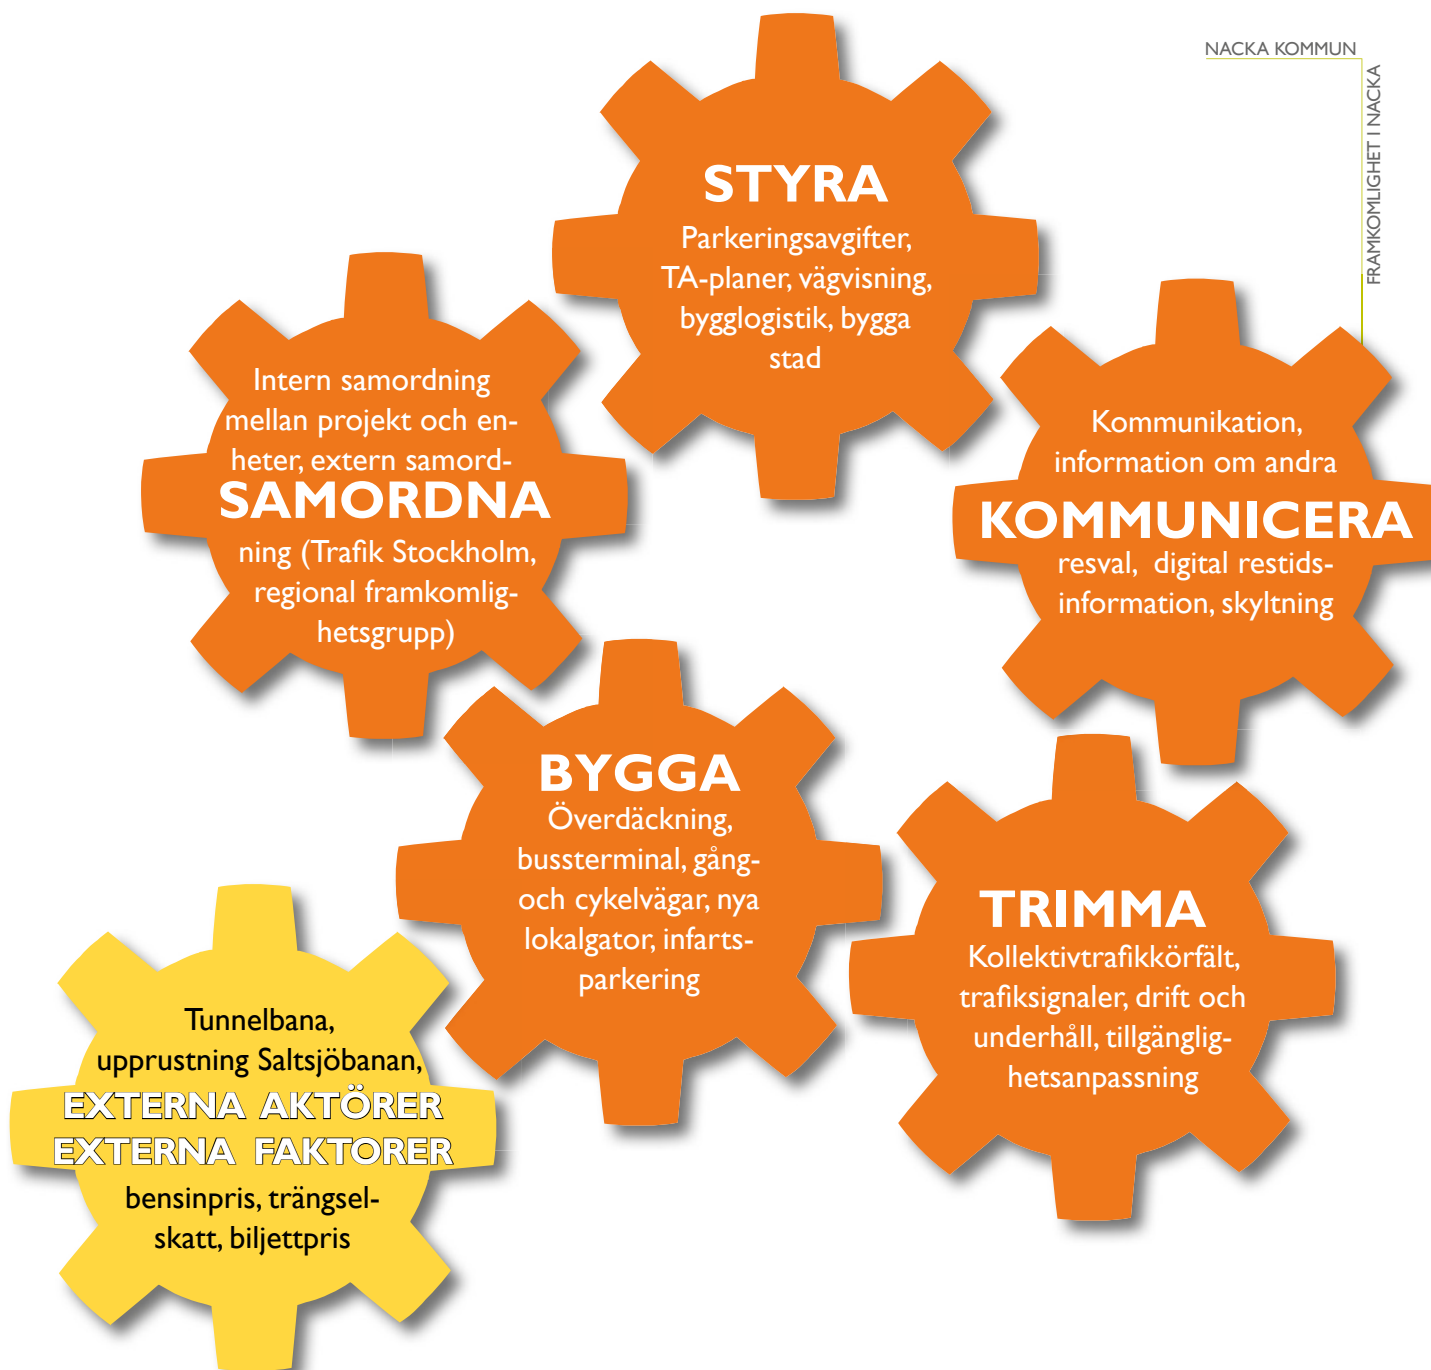 NACKA KOMMUN
FRAMKOMLIGHET I NACKA
STYRA
Parkeringsavgifter,
TA-planer, vägvisning,
bygglogistik, bygga
stad
Intern samordning
mellan projekt och en-
heter, extern samord-
SAMORDNA
ning (Trafik Stockholm,
regional framkomlig-
hetsgrupp)
Kommunikation,
information om andra
KOMMUNICERA
resval, digital restids-
information, skyltning
BYGGA
Överdäckning,
bussterminal, gång-
och cykelvägar, nya
lokalgator, infarts-
parkering
TRIMMA
Kollektivtrafikkörfält,
trafiksignaler, drift och
underhåll, tillgänglig-
hetsanpassning
Tunnelbana,
upprustning Saltsjöbanan,
EXTERNA AKTÖRER
EXTERNA FAKTORER
bensinpris, trängsel-
skatt, biljettpris